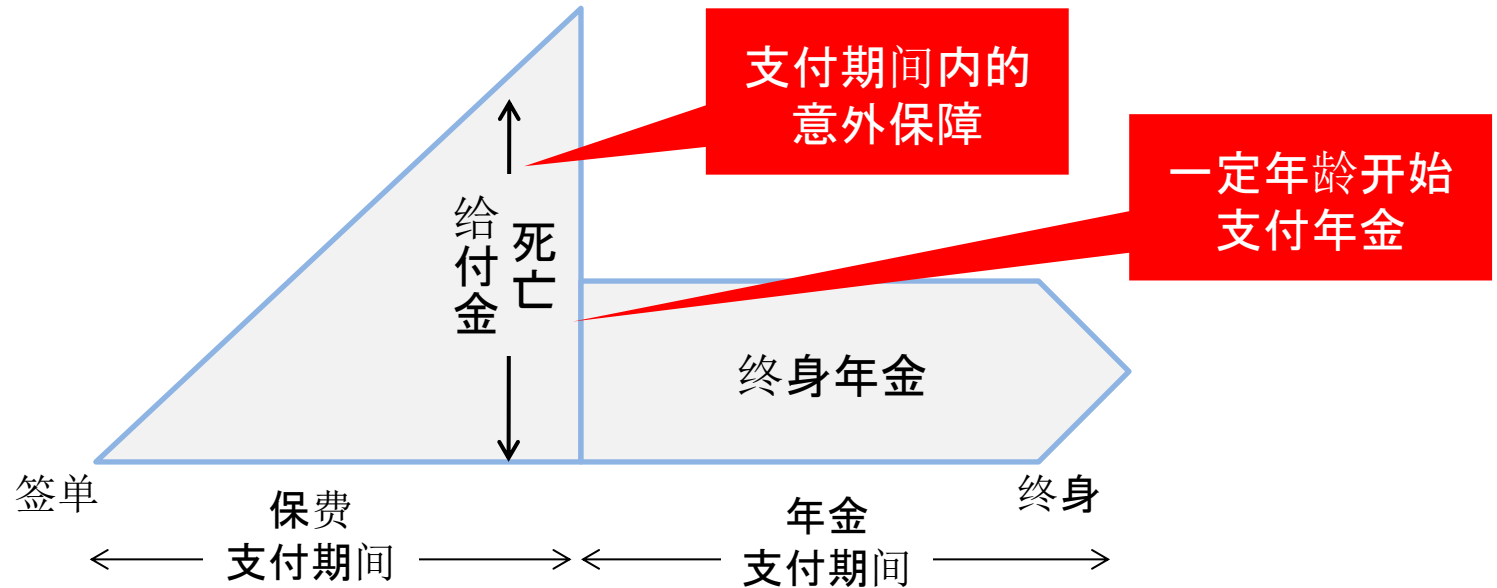 支付期间内的
意外保障
一定年龄开始
支付年金
死亡
给付金
终身年金
签单
终身
保费
支付期间
年金
支付期间